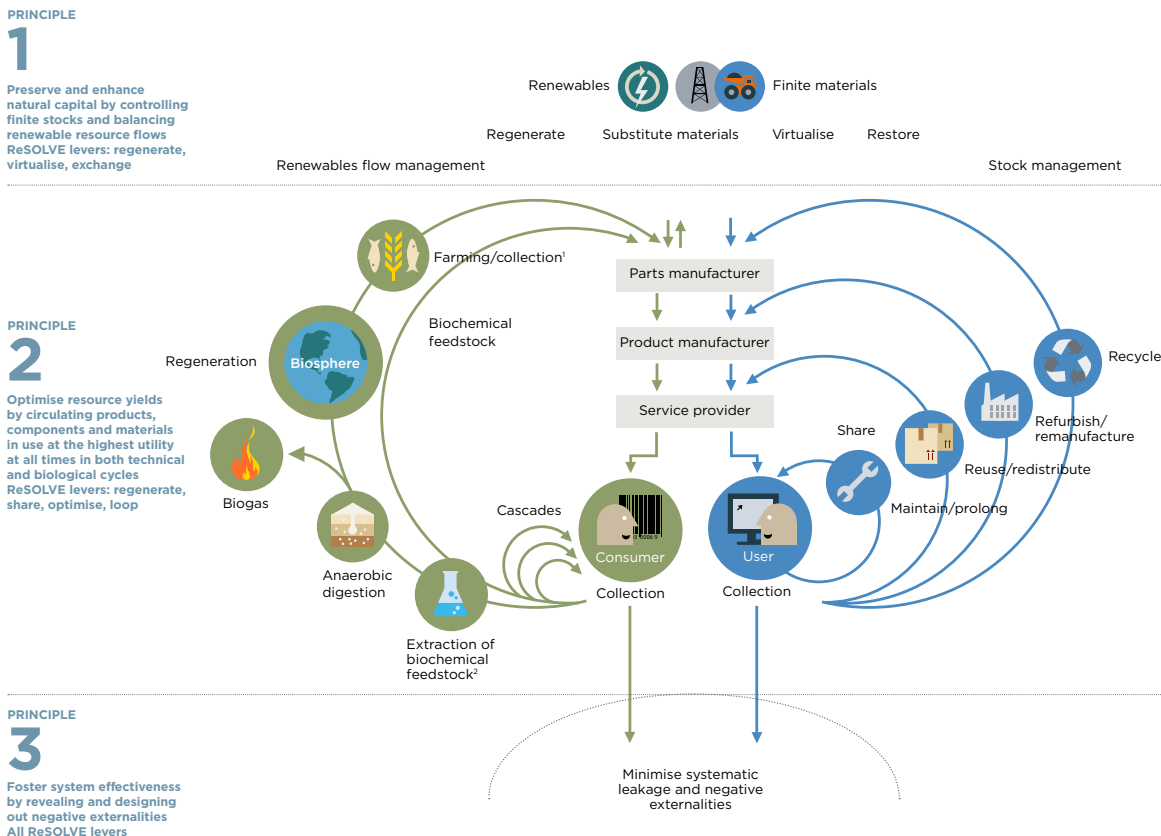 PRINCIPLE
1
Preserve and enhance
natural capital by controlling
finite stocks and balancing
renewable resource flows
ReSOLVE levers: regenerate,
virtualise, exchange
Renewables
Finite materials
Regenerate
Substitute materials
Virtualise
Restore
Renewables flow management
Stock management
PRINCIPLE
2
Optimise resource yields
by circulating products,
components and materials
in use at the highest utility
at all times in both technical
and biological cycles
ReSOLVE levers: regenerate,
share, optimise, loop
Farming/collection¹
Parts manufacturer
Biochemical
feedstock
Product manufacturer
Regeneration
Biosphere
Recycle
Service provider
Share
Refurbish/
remanufacture
Reuse/redistribute
Biogas
Cascades
Maintain/prolong
Consumer
User
Anaerobic
digestion
Collection
Collection
Extraction of
biochemical
feedstock²
PRINCIPLE
3
Foster system effectiveness
by revealing and designing
out negative externalities
All ReSOLVE levers
Minimise systematic
leakage and negative
externalities